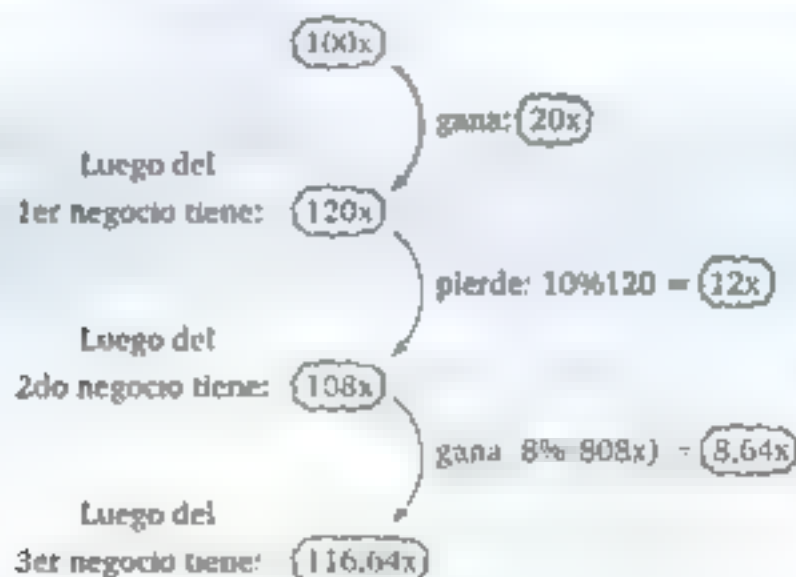 100x
gana: 20x
Luego del
1er negocio tiene: 120x
pierde: 10%120 = 12x
Luego del
2do negocio tiene: 108x
gana 8% 808x) - 8,64x
Luego del
3er negocio tiene: 116,64x